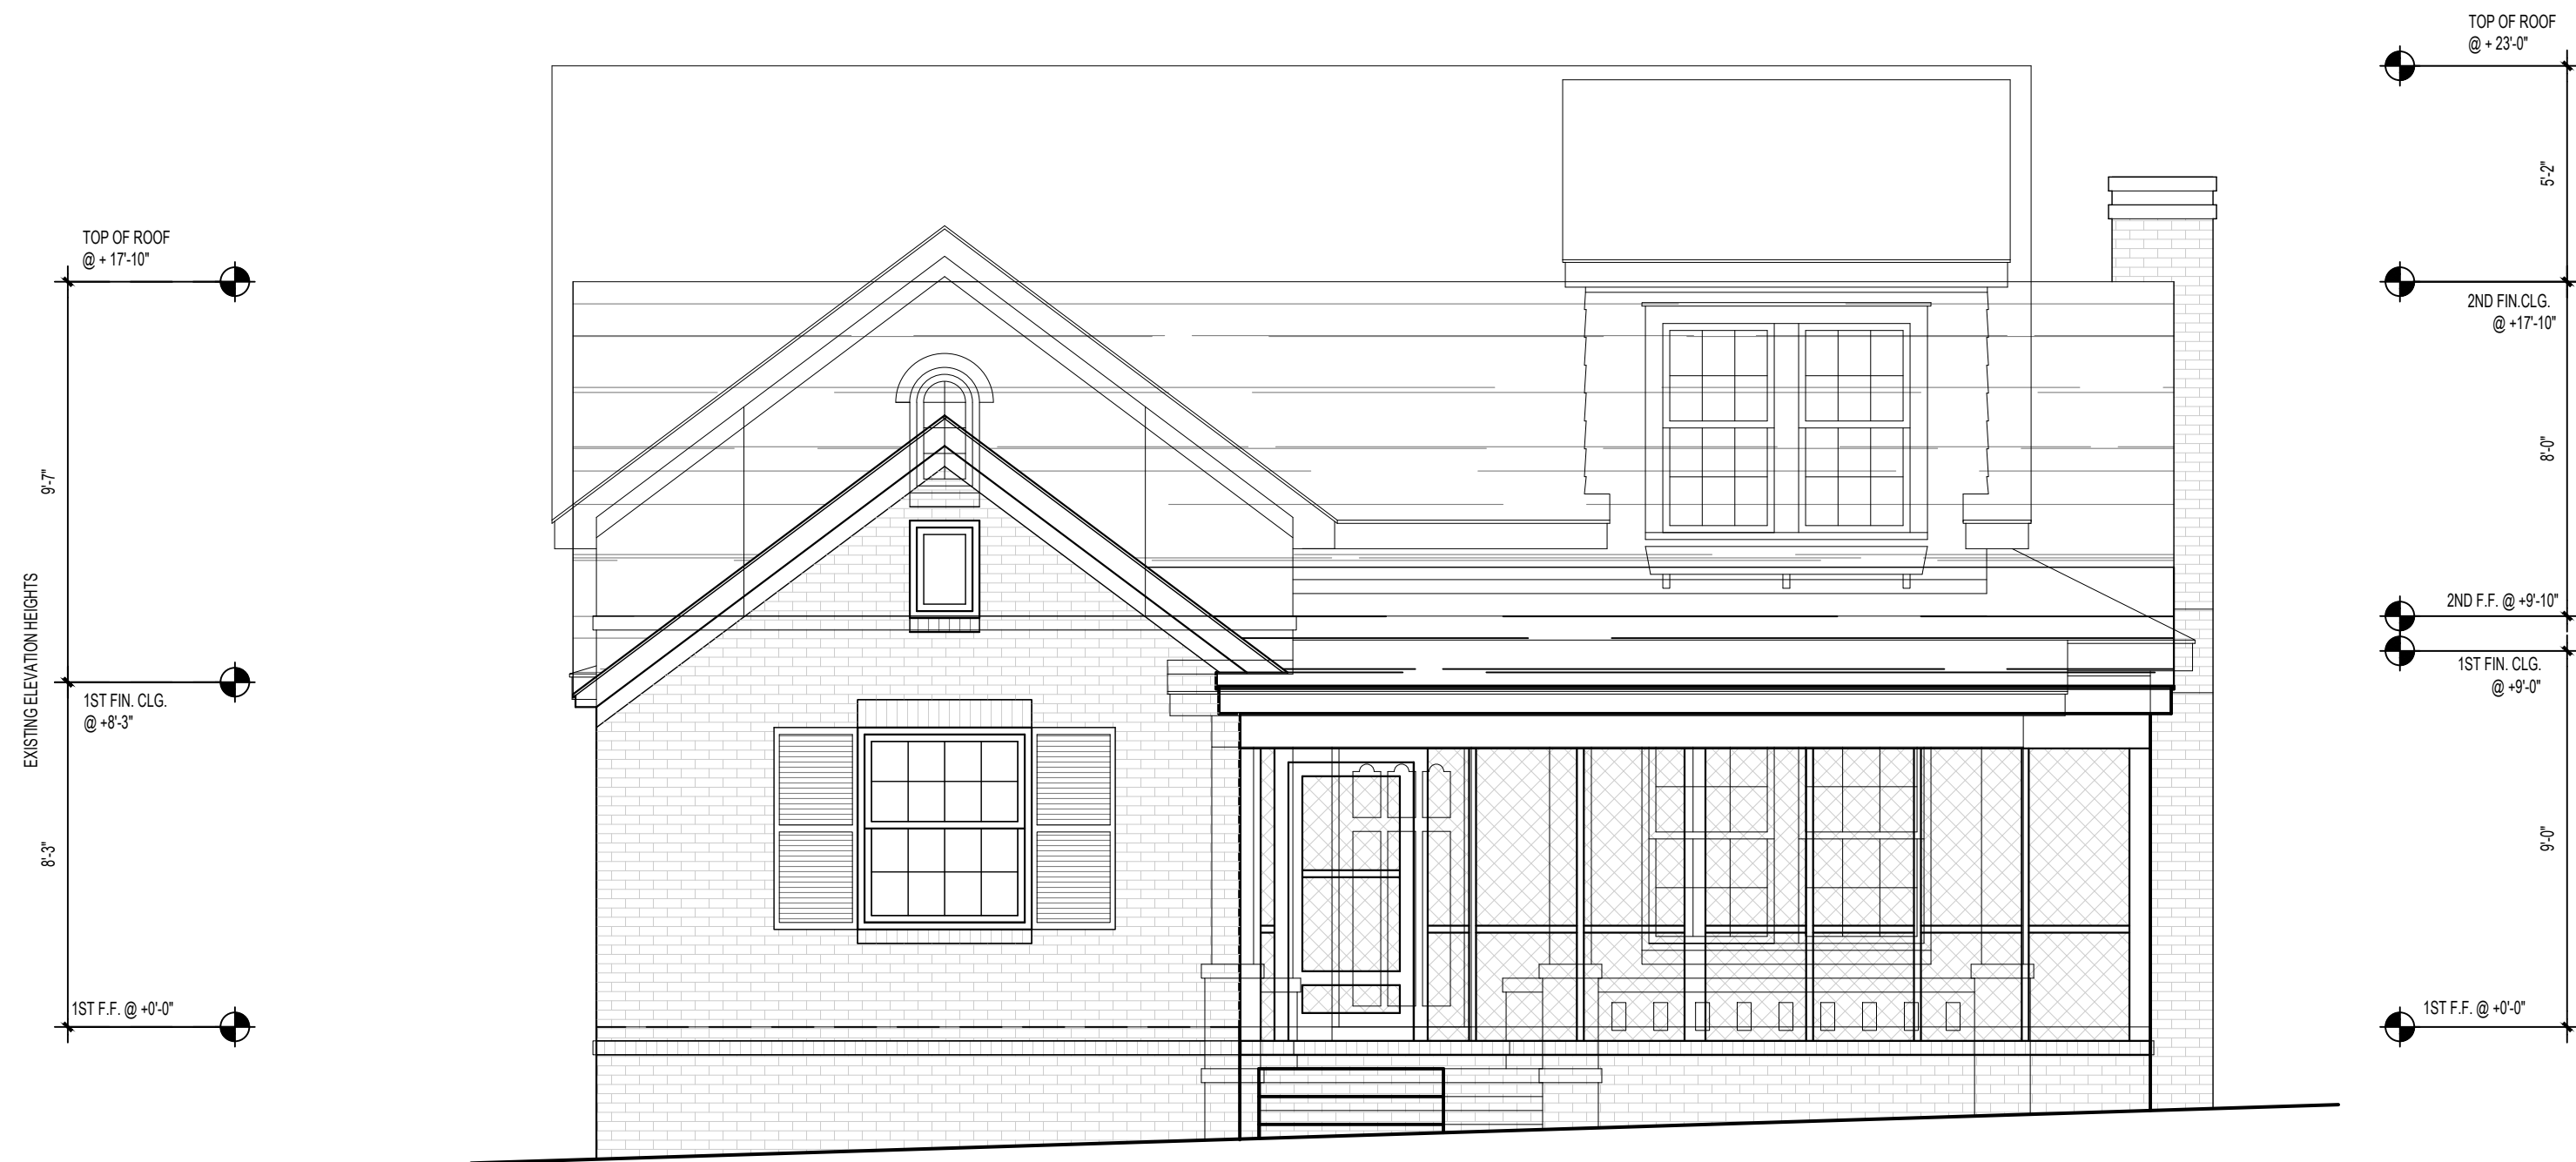 TOP OF ROOF
@ + 17'-10"
9'-7"
EXISTING ELEVATION HEIGHTS
1ST FIN. CLG.
@ +8'-3"
8'-3"
1ST F.F. @ +0'-0"
TOP OF ROOF
@ + 23'-0"
5'-2"
2ND FIN.CLG.
@ +17'-10"
8'-0"
2ND F.F. @ +9'-10"
1ST FIN. CLG.
@ +9'-0"
9'-0"
1ST F.F. @ +0'-0"